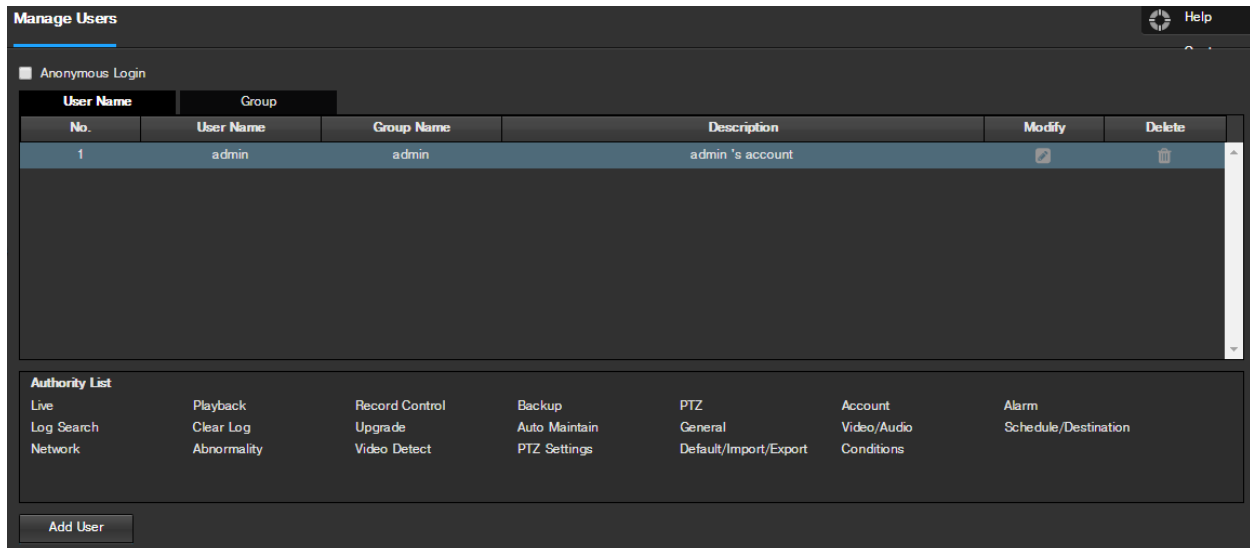 Manage Users
Help
Anonymous Login
User Name Group
No. User Name Group Name Description Modify Delete
1 admin admin admin 's account
Authority List
Live Playback Record Control Backup PTZ Account Alarm
Log Search Clear Log Upgrade Auto Maintain General Video/Audio Schedule/Destination
Network Abnormality Video Detect PTZ Settings Default/Import/Export Conditions
Add User